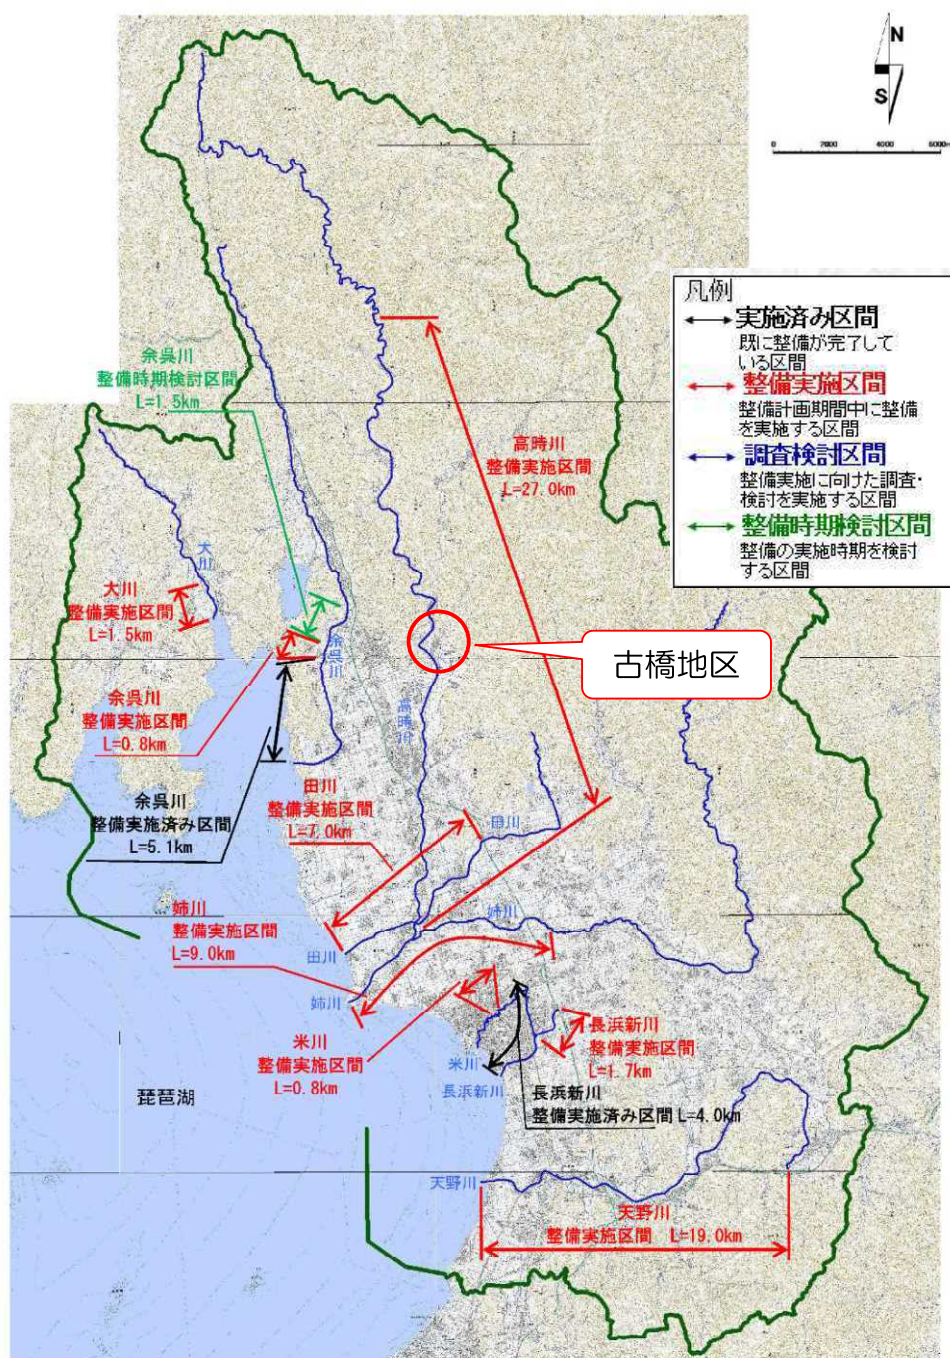 N
S
0 2000 4000 6000m
凡例
実施済み区間
既に整備が完了して
いる区間
整備実施区間
整備計画期間中に整備
を実施する区間
調査検討区間
整備実施に向けた調査・
検討を実施する区間
整備時期検討区間
整備の実施時期を検討
する区間
余呉川
整備時期検討区間
L=1.5km
高時川
整備実施区間
L=27.0km
大川
大川
整備実施区間
L=1.5km
余呉川
古橋地区
余呉川
整備実施区間
L=0.8km
高時川
余呉川
整備実施済み区間
L=5.1km
田川
整備実施区間
L=7.0km
田川
姉川
姉川
整備実施区間
L=9.0km
田川
姉川
米川
整備実施区間
L=0.8km
米川
長浜新川
長浜新川
整備実施区間
L=1.7km
長浜新川
整備実施済み区間 L=4.0km
琵琶湖
天野川
天野川
整備実施区間 L=19.0km